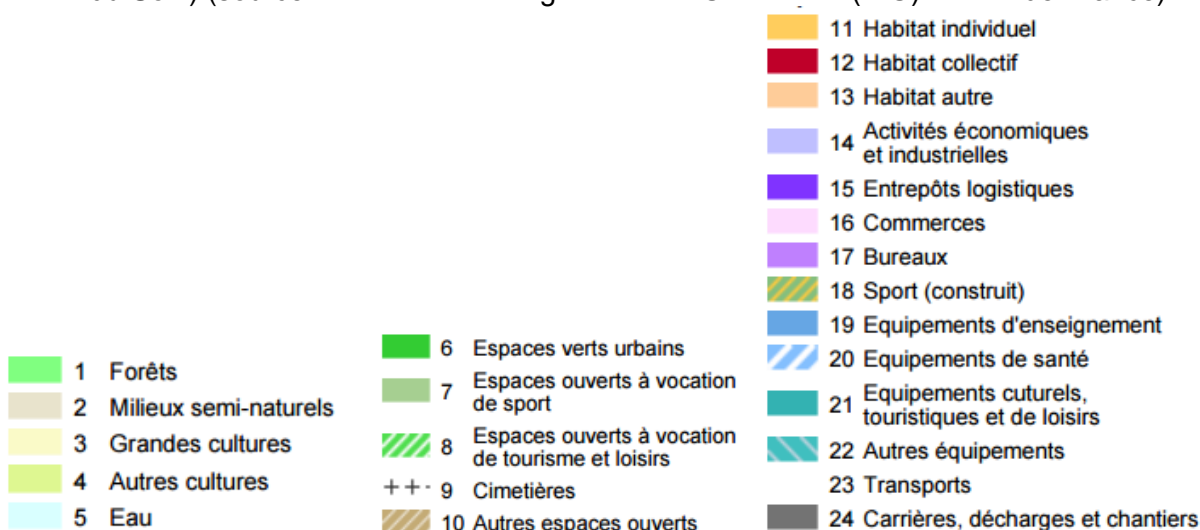 1 Forêts
2 Milieux semi-naturels
3 Grandes cultures
4 Autres cultures
5 Eau
6 Espaces verts urbains
7 Espaces ouverts à vocation
de sport
8 Espaces ouverts à vocation
de tourisme et loisirs
9 Cimetières
10 Autres espaces ouverts
11 Habitat individuel
12 Habitat collectif
13 Habitat autre
14 Activités économiques
et industrielles
15 Entrepôts logistiques
16 Commerces
17 Bureaux
18 Sport (construit)
19 Equipements d'enseignement
20 Equipements de santé
21 Equipements cuturels,
touristiques et de loisirs
22 Autres équipements
23 Transports
24 Carrières, décharges et chantiers